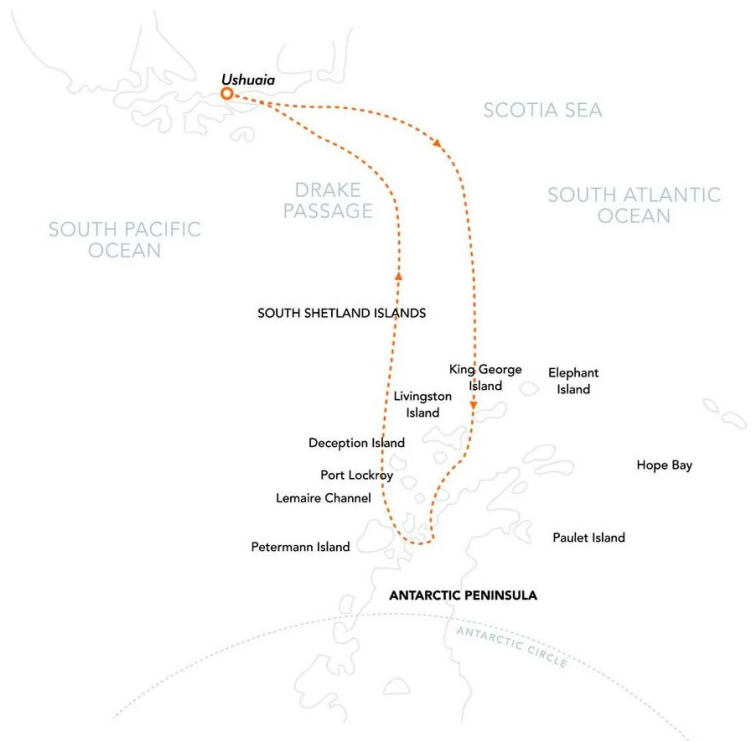 Ushuaia
SCOTIA SEA
DRAKE
PASSAGE
SOUTH ATLANTIC
OCEAN
SOUTH PACIFIC
OCEAN
SOUTH SHETLAND ISLANDS
King George
Island
Elephant
Island
Livingston
Island
Deception Island
Hope Bay
Port Lockroy
Lemaire Channel
Paulet Island
Petermann Island
ANTARCTIC PENINSULA
ANTARCTIC CIRCLE